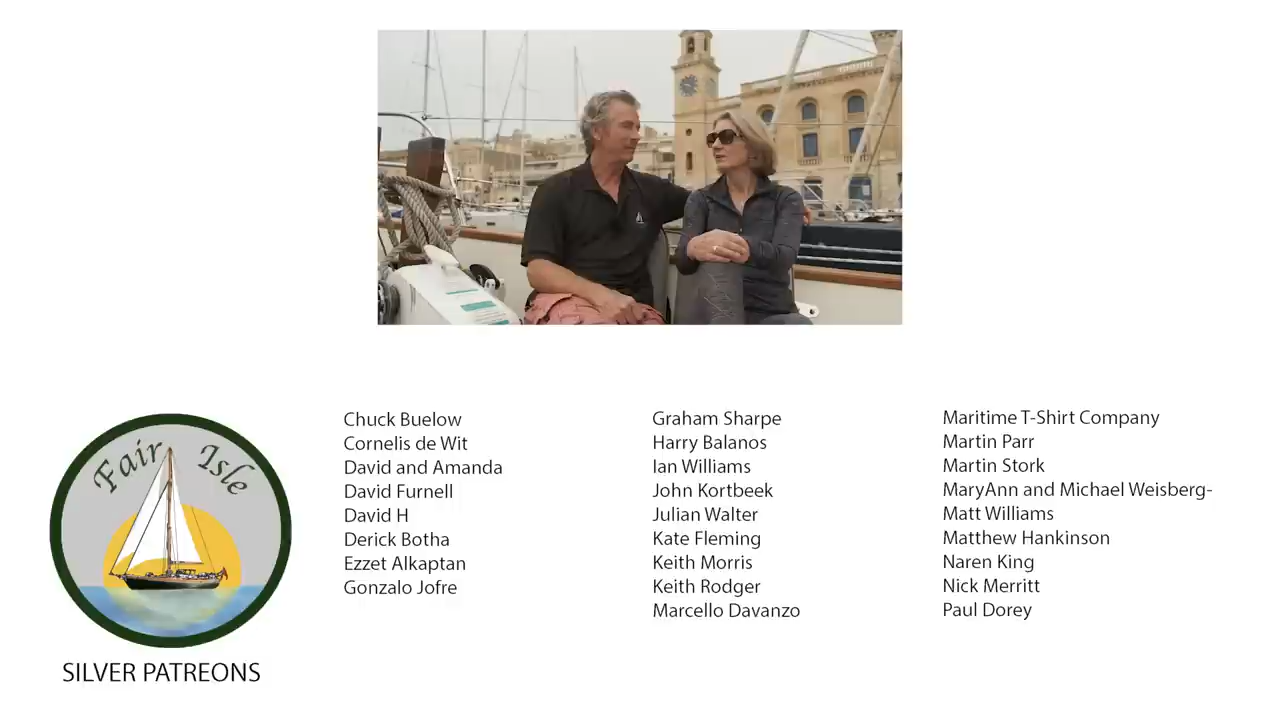 Fair Isle
SILVER PATREONS
Chuck Buelow
Cornelis de Wit
David and Amanda
David Furnell
David H
Derick Botha
Ezzet Alkaptan
Gonzalo Jofre
Graham Sharpe
Harry Balanos
Ian Williams
John Kortbeek
Julian Walter
Kate Fleming
Keith Morris
Keith Rodger
Marcello Davanzo
Maritime T-Shirt Company
Martin Parr
Martin Stork
MaryAnn and Michael Weisberg-
Matt Williams
Matthew Hankinson
Naren King
Nick Merritt
Paul Dorey